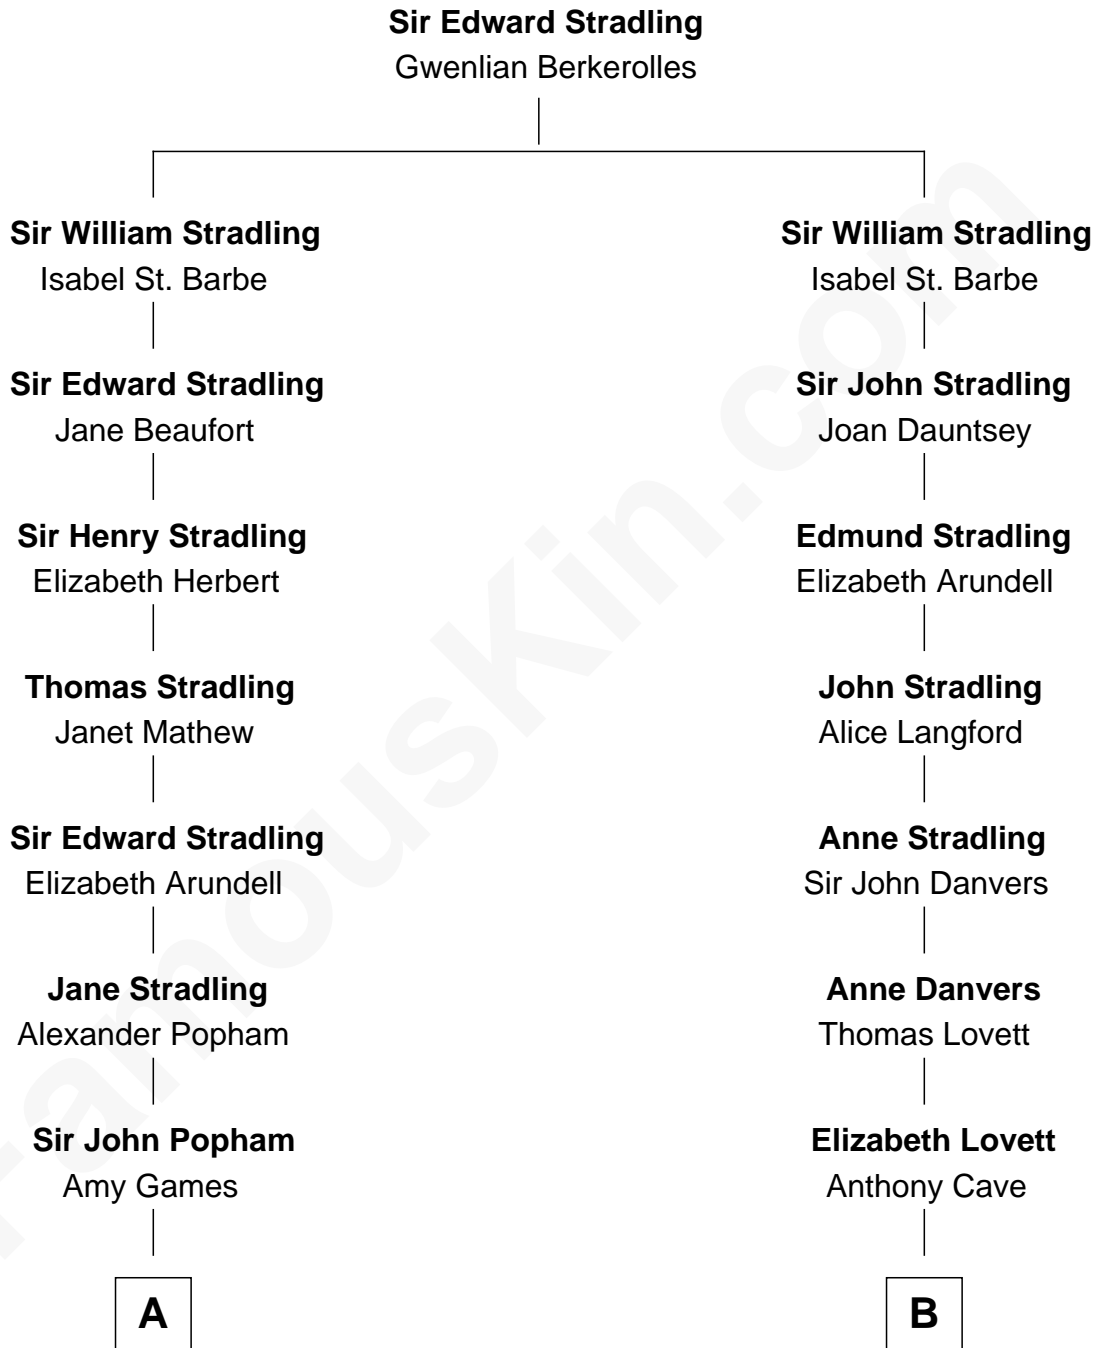 Sir Edward Stradling
Gwenlian Berkerolles
Sir William Stradling
Isabel St. Barbe
Sir Edward Stradling
Jane Beaufort
Sir Henry Stradling
Elizabeth Herbert
Thomas Stradling
Janet Mathew
Sir Edward Stradling
Elizabeth Arundell
Jane Stradling
Alexander Popham
Sir John Popham
Amy Games
A
Sir William Stradling
Isabel St. Barbe
Sir John Stradling
Joan Dauntsey
Edmund Stradling
Elizabeth Arundell
John Stradling
Alice Langford
Anne Stradling
Sir John Danvers
Anne Danvers
Thomas Lovett
Elizabeth Lovett
Anthony Cave
B
FamousKin.com